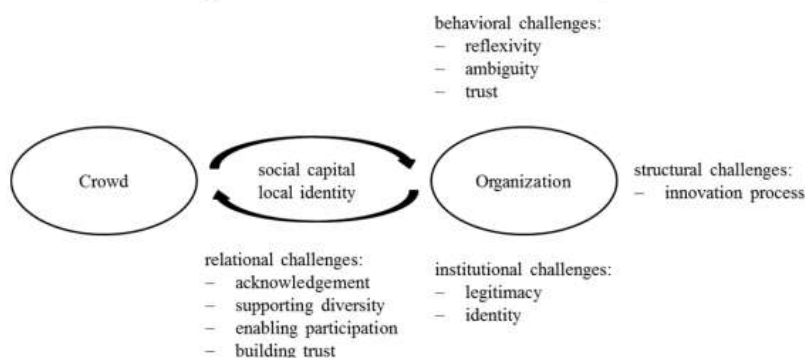 behavioral challenges:
– reflexivity
– ambiguity
– trust
Crowd
social capital
local identity
Organization
structural challenges:
– innovation process
relational challenges:
– acknowledgement
– supporting diversity
– enabling participation
– building trust
institutional challenges:
– legitimacy
– identity